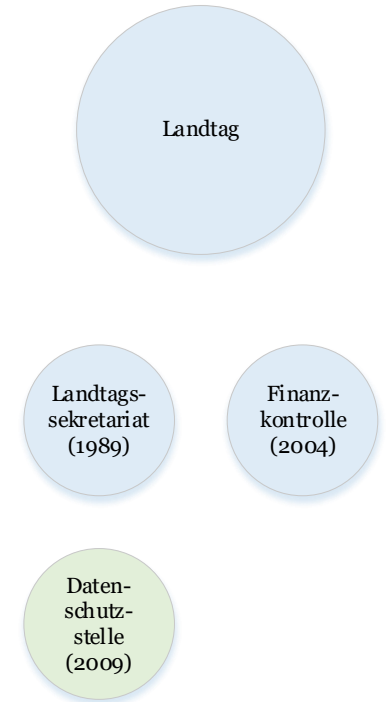 Landtag
Landtags-
sekretariat
(1989)
Finanz-
kontrolle
(2004)
Daten-
schutz-
stelle
(2009)